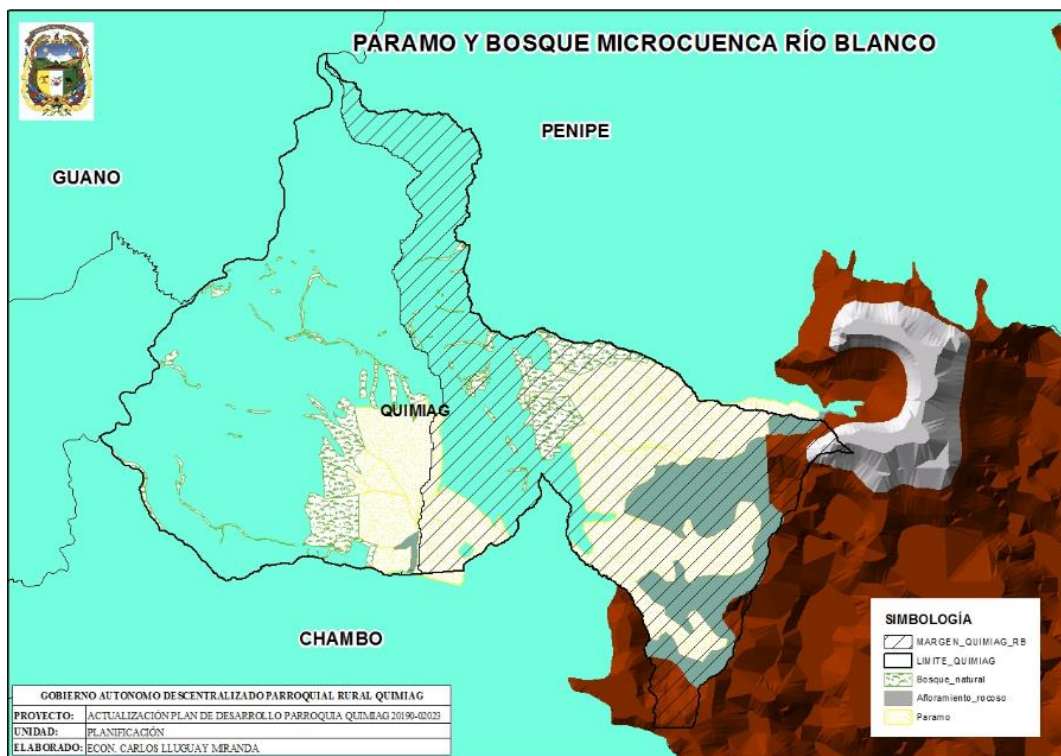 PARAMO Y BOSQUE MICROCUENCA RÍO BLANCO
PENIPE
GUANO
QUIMIAG
CHAMBO
SIMBOLOGÍA
MARGEN_QUIMIAG_RB
LIMITE_QUIMIAG
Bosque_natural
Afloramiento_rocoso
Paramo
GOBIERNO AUTONOMO DESCENTRALIZADO PARROQUIAL RURAL QUIMIAG
PROYECTO: ACTUALIZACIÓN PLAN DE DESARROLLO PARROQUIA QUIMIAG 20190-02023
UNIDAD: PLANIFICACIÓN
ELABORADO: ECON. CARLOS LLUGUAY MIRANDA